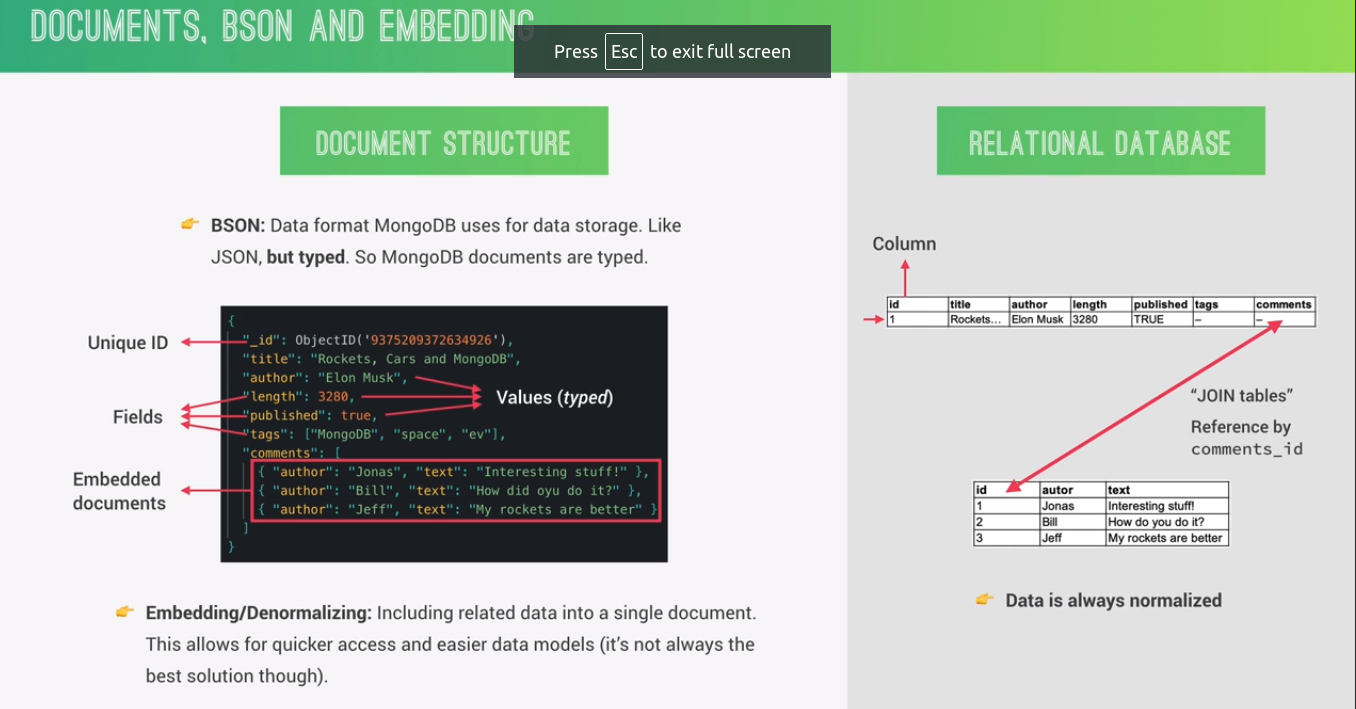 DOCUMENTS, BSON AND EMBEDDING
Press Esc to exit full screen
DOCUMENT STRUCTURE
👉 BSON: Data format MongoDB uses for data storage. Like
JSON, but typed. So MongoDB documents are typed.
Unique ID
Fields
Embedded
documents
{
"_id": ObjectID('9375209372634926'),
"title": "Rockets, Cars and MongoDB",
"author": "Elon Musk",
"length": 3280,
"published": true,
"tags": ["MongoDB", "space", "ev"],
"comments": [
{ "author": "Jonas", "text": "Interesting stuff!" },
{ "author": "Bill", "text": "How did oyu do it?" },
{ "author": "Jeff", "text": "My rockets are better" }
]
}
Values (typed)
👉 Embedding/Denormalizing: Including related data into a single document.
This allows for quicker access and easier data models (it's not always the
best solution though).
RELATIONAL DATABASE
Column
id title author length published tags comments
1 Rockets... Elon Musk 3280 TRUE – –
"JOIN tables"
Reference by
comments_id
id autor text
1 Jonas Interesting stuff!
2 Bill How do you do it?
3 Jeff My rockets are better
👉 Data is always normalized